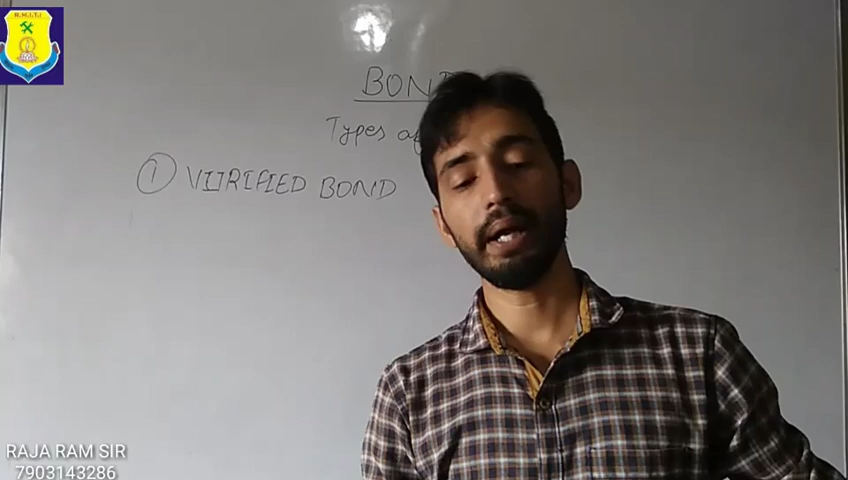 R.M.I.T.I
BOND
Types of
① VITRIFIED BOND
RAJA RAM SIR
7903143286